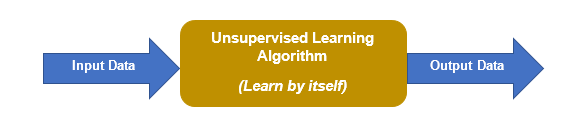 Input Data
Unsupervised Learning
Algorithm
(Learn by itself)
Output Data